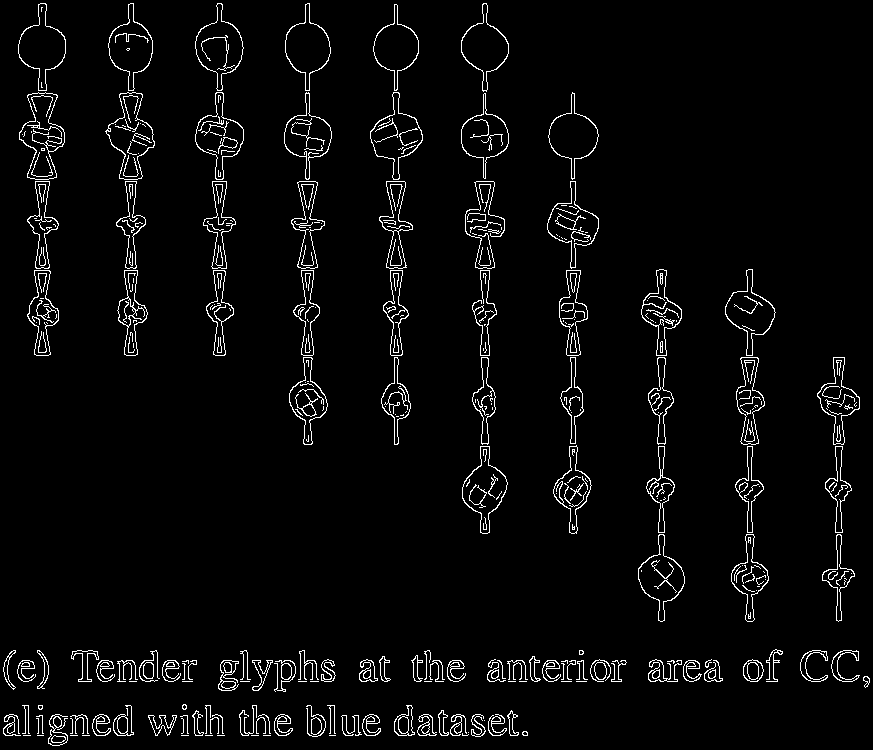 (e) Tender glyphs at the anterior area of CC,
aligned with the blue dataset.